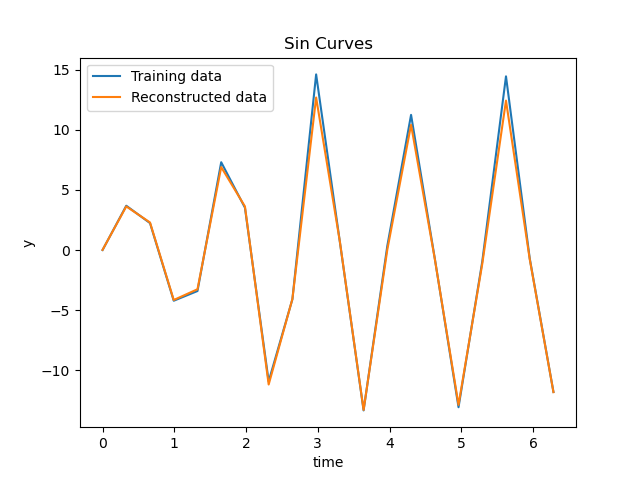 Sin Curves
Training data
Reconstructed data
15
10
5
0
−5
−10
y
0 1 2 3 4 5 6
time